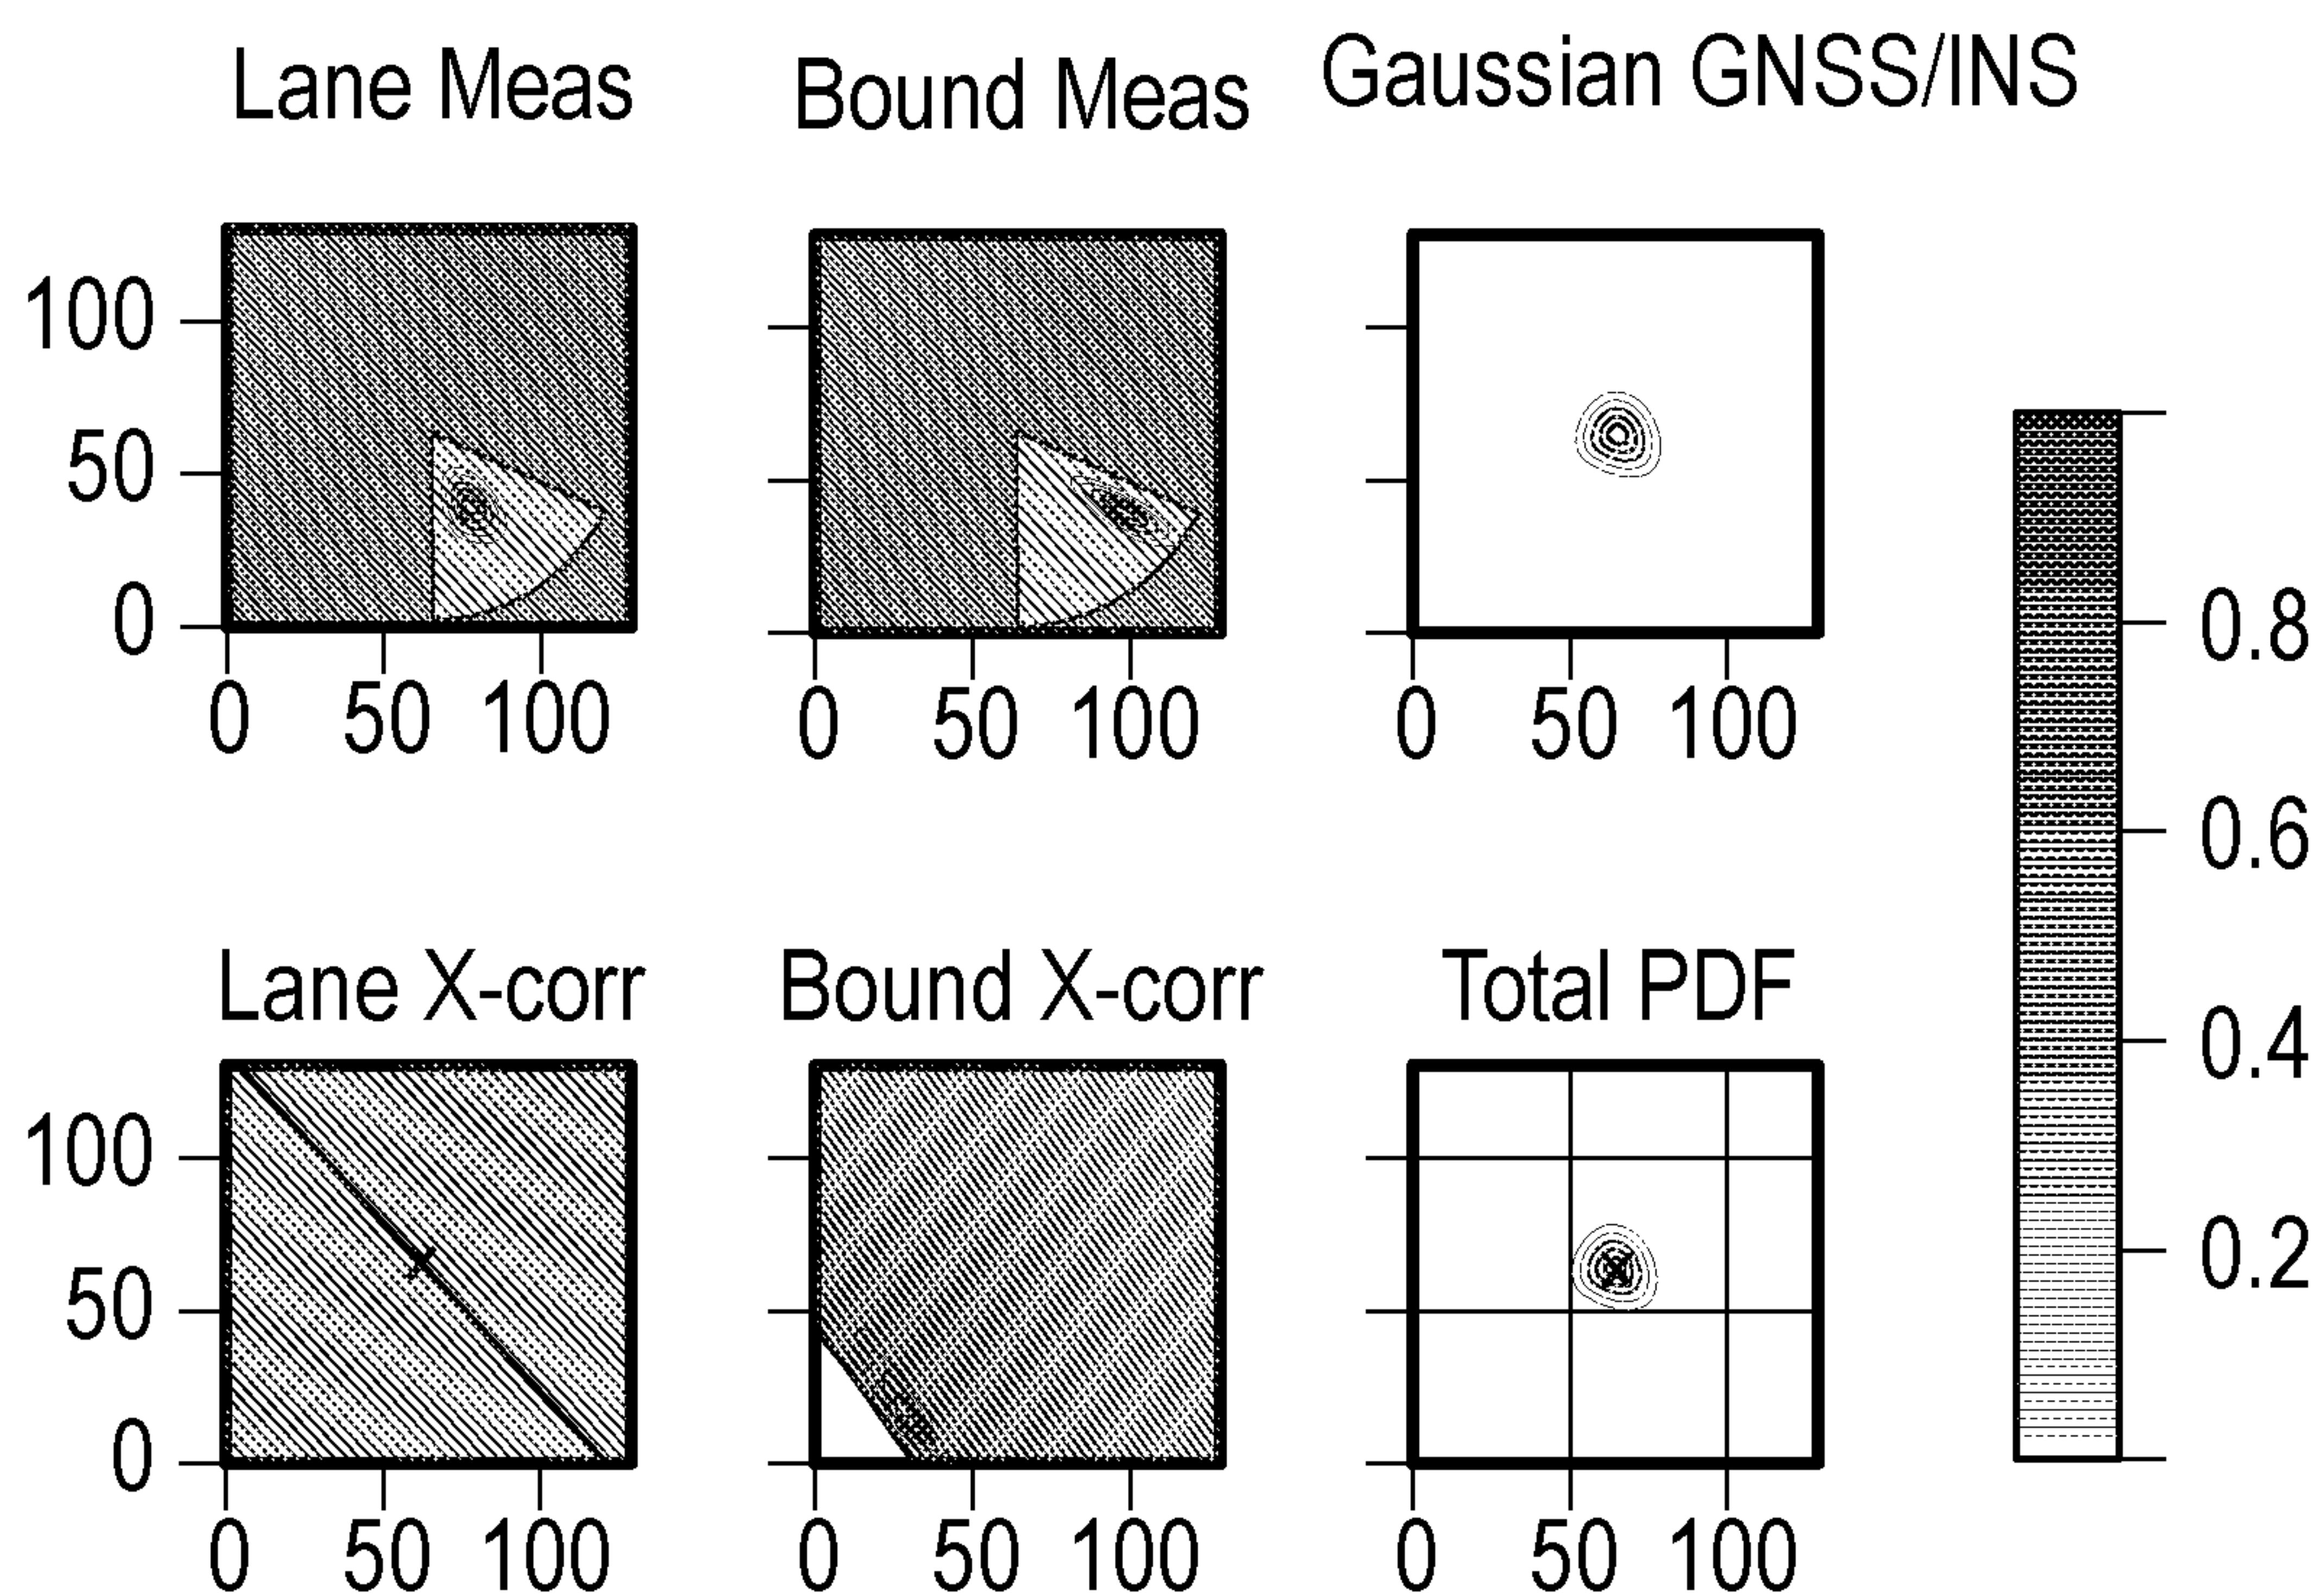 Lane Meas
Bound Meas
Gaussian GNSS/INS
100
50
0
0 50 100
0 50 100
0 50 100
Lane X-corr
Bound X-corr
Total PDF
100
50
0
0 50 100
0 50 100
0 50 100
0.8
0.6
0.4
0.2